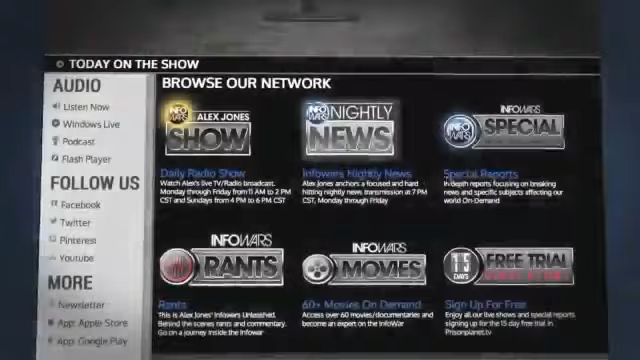 TODAY ON THE SHOW
AUDIO
Listen Now
Windows Live
Podcast
Flash Player
FOLLOW US
Facebook
Twitter
Pinterest
Youtube
MORE
Newsletter
App: Apple Store
App: Google Play
BROWSE OUR NETWORK
INFO WARS
ALEX JONES
SHOW
Daily Radio Show
Watch Alex's live TV/Radio broadcast.
Monday through Friday from 11 AM to 2 PM
CST and Sundays from 4 PM to 6 PM CST
INFO WARS
NIGHTLY
NEWS
Infowars Nightly News
Alex Jones anchors a focused and hard
hitting nightly news transmission at 7 PM
CST, Monday through Friday
INFOWARS
INFO WARS
SPECIAL
Special Reports
In depth reports focusing on breaking
news and specific subjects affecting our
world On-Demand
INFOWARS
RANTS
Rants
This is Alex Jones' Infowars Unleashed.
Behind the scenes rants and commentary.
Go on a journey inside the Infowar
INFOWARS
MOVIES
60+ Movies On Demand
Access over 60 movies/documentaries and
become an expert on the InfoWar
15
DAYS
FREE TRIAL
Sign Up For Free
Enjoy all our live shows and special reports
signing up for the 15 day free trial in
Prisonplanet.tv